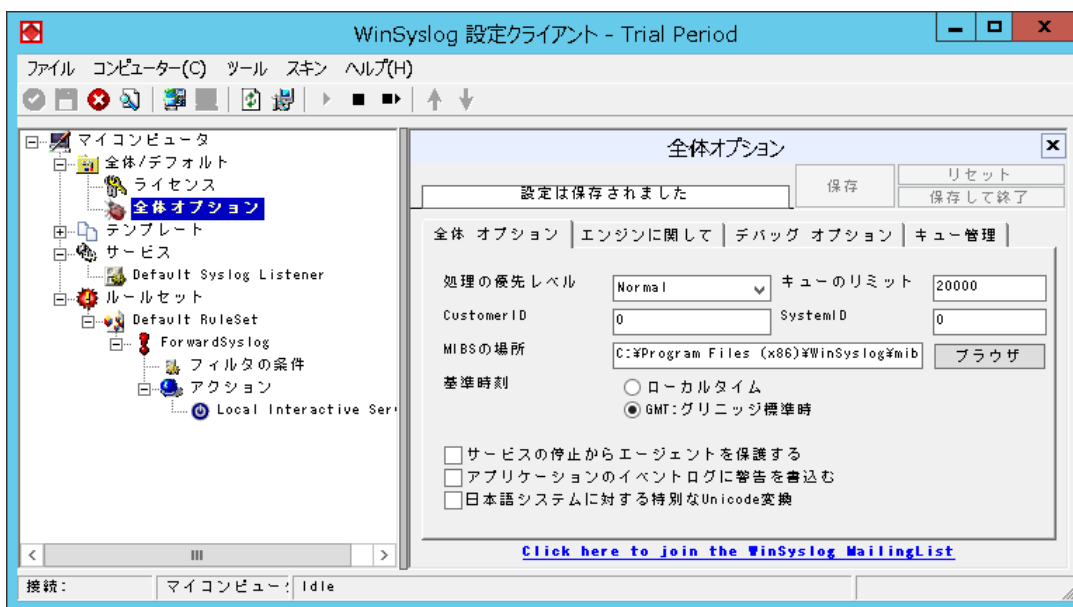 WinSyslog 設定クライアント - Trial Period
ファイル コンピューター(C) ツール スキン ヘルプ(H)
マイコンピュータ
全体/デフォルト
ライセンス
全体オプション
テンプレート
サービス
Default Syslog Listener
ルールセット
Default RuleSet
ForwardSyslog
フィルタの条件
アクション
Local Interactive Ser
全体オプション
設定は保存されました
保存
リセット
保存して終了
全体 オプション エンジンに関して デバッグ オプション キュー管理
処理の優先レベル Normal キューのリミット 20000
CustomerID 0 SystemID 0
MIBSの場所 C:¥Program Files (x86)¥WinSyslog¥mib ブラウザ
基準時刻 ローカルタイム
GMT:グリニッジ標準時
サービスの停止からエージェントを保護する
アプリケーションのイベントログに警告を書込む
日本語システムに対する特別なUnicode変換
Click here to join the WinSyslog MailingList
接続: マイコンピュー Idle